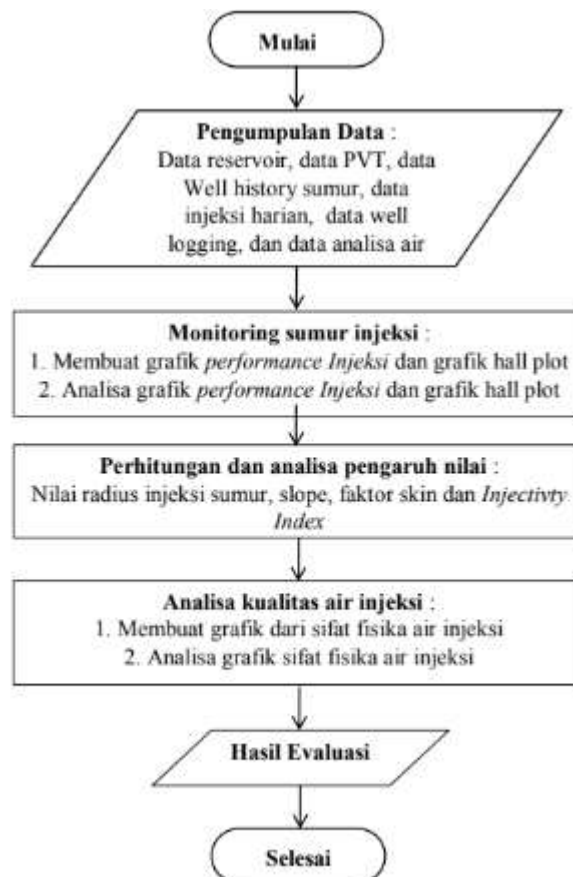 Mulai
Pengumpulan Data :
Data reservoir, data PVT, data
Well history sumur, data
injeksi harian, data well
logging, dan data analisa air
Monitoring sumur injeksi :
1. Membuat grafik performance Injeksi dan grafik hall plot
2. Analisa grafik performance Injeksi dan grafik hall plot
Perhitungan dan analisa pengaruh nilai :
Nilai radius injeksi sumur, slope, faktor skin dan Injectivty
Index
Analisa kualitas air injeksi :
1. Membuat grafik dari sifat fisika air injeksi
2. Analisa grafik sifat fisika air injeksi
Hasil Evaluasi
Selesai